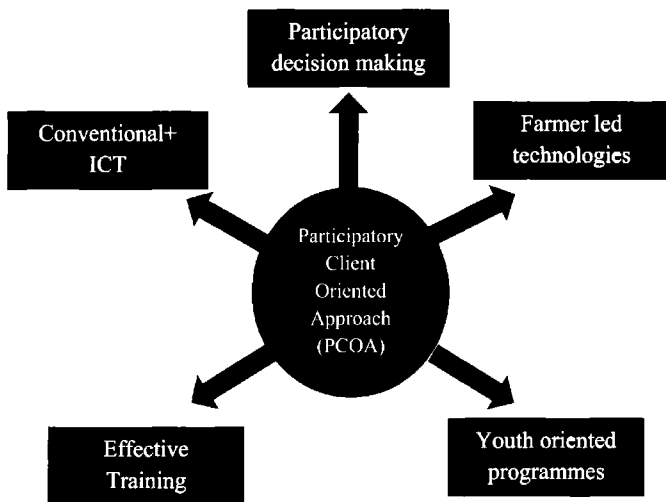 Participatory
decision making
Conventional+
ICT
Farmer led
technologies
Participatory
Client
Oriented
Approach
(PCOA)
Effective
Training
Youth oriented
programmes